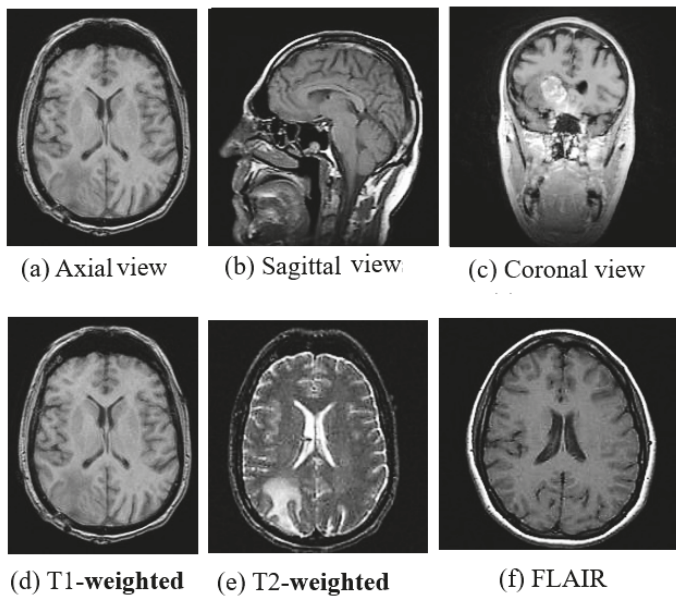 (a) Axial view
(b) Sagittal view
(c) Coronal view
(d) T1-weighted
(e) T2-weighted
(f) FLAIR